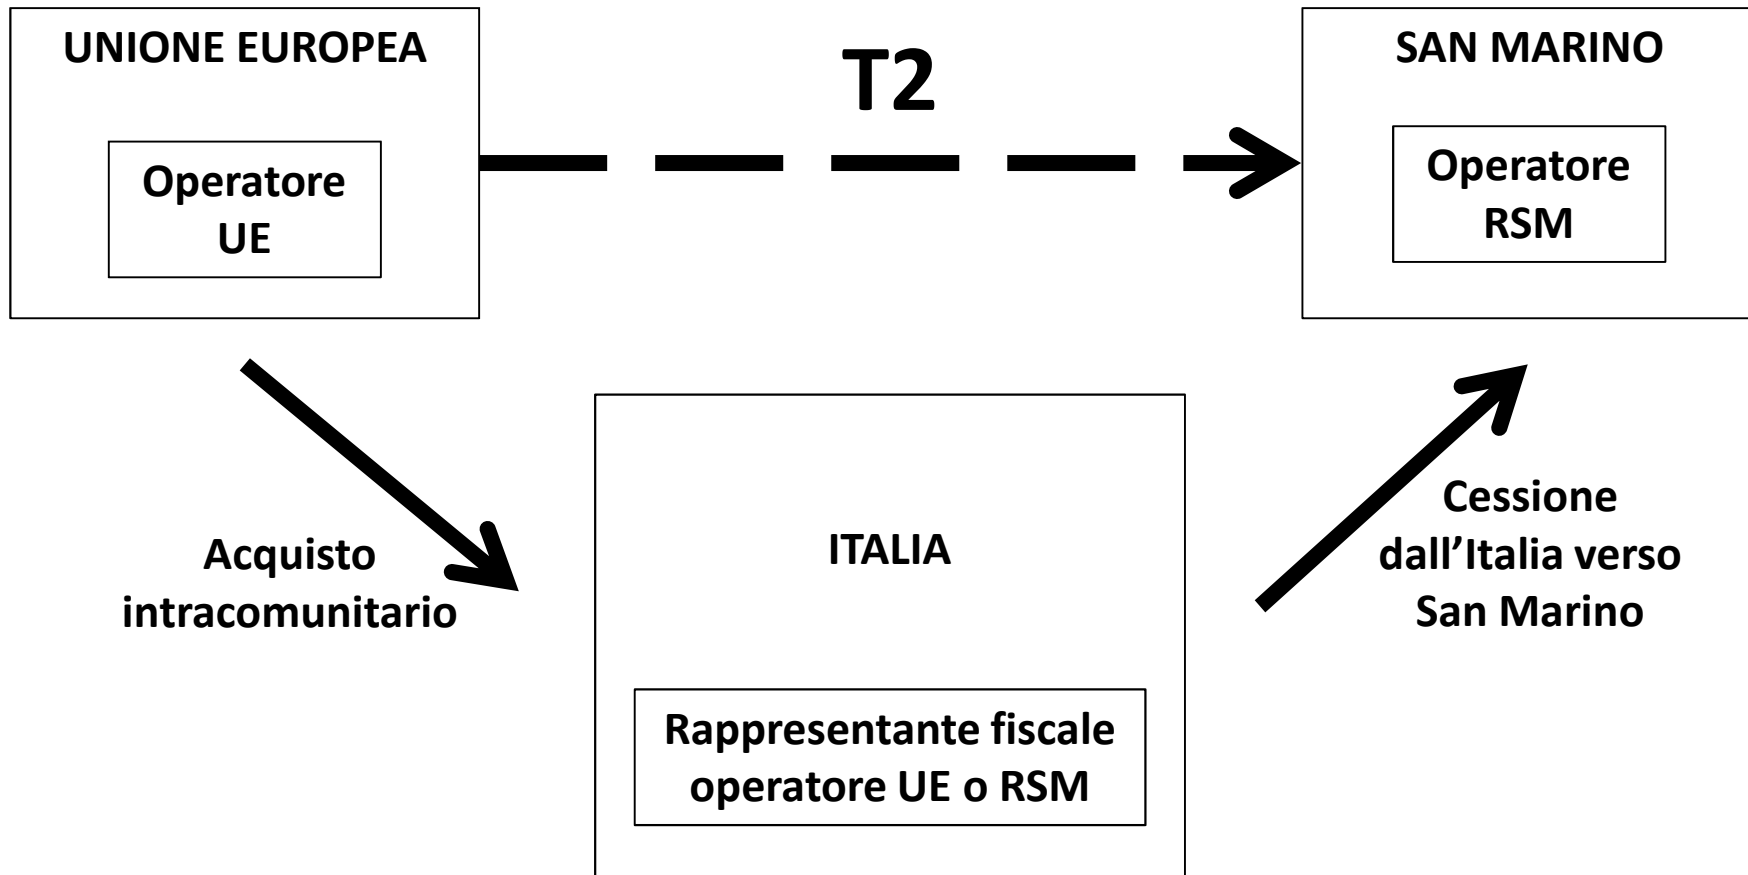 UNIONE EUROPEA
Operatore
UE
T2
SAN MARINO
Operatore
RSM
Acquisto
intracomunitario
ITALIA
Rappresentante fiscale
operatore UE o RSM
Cessione
dall’Italia verso
San Marino